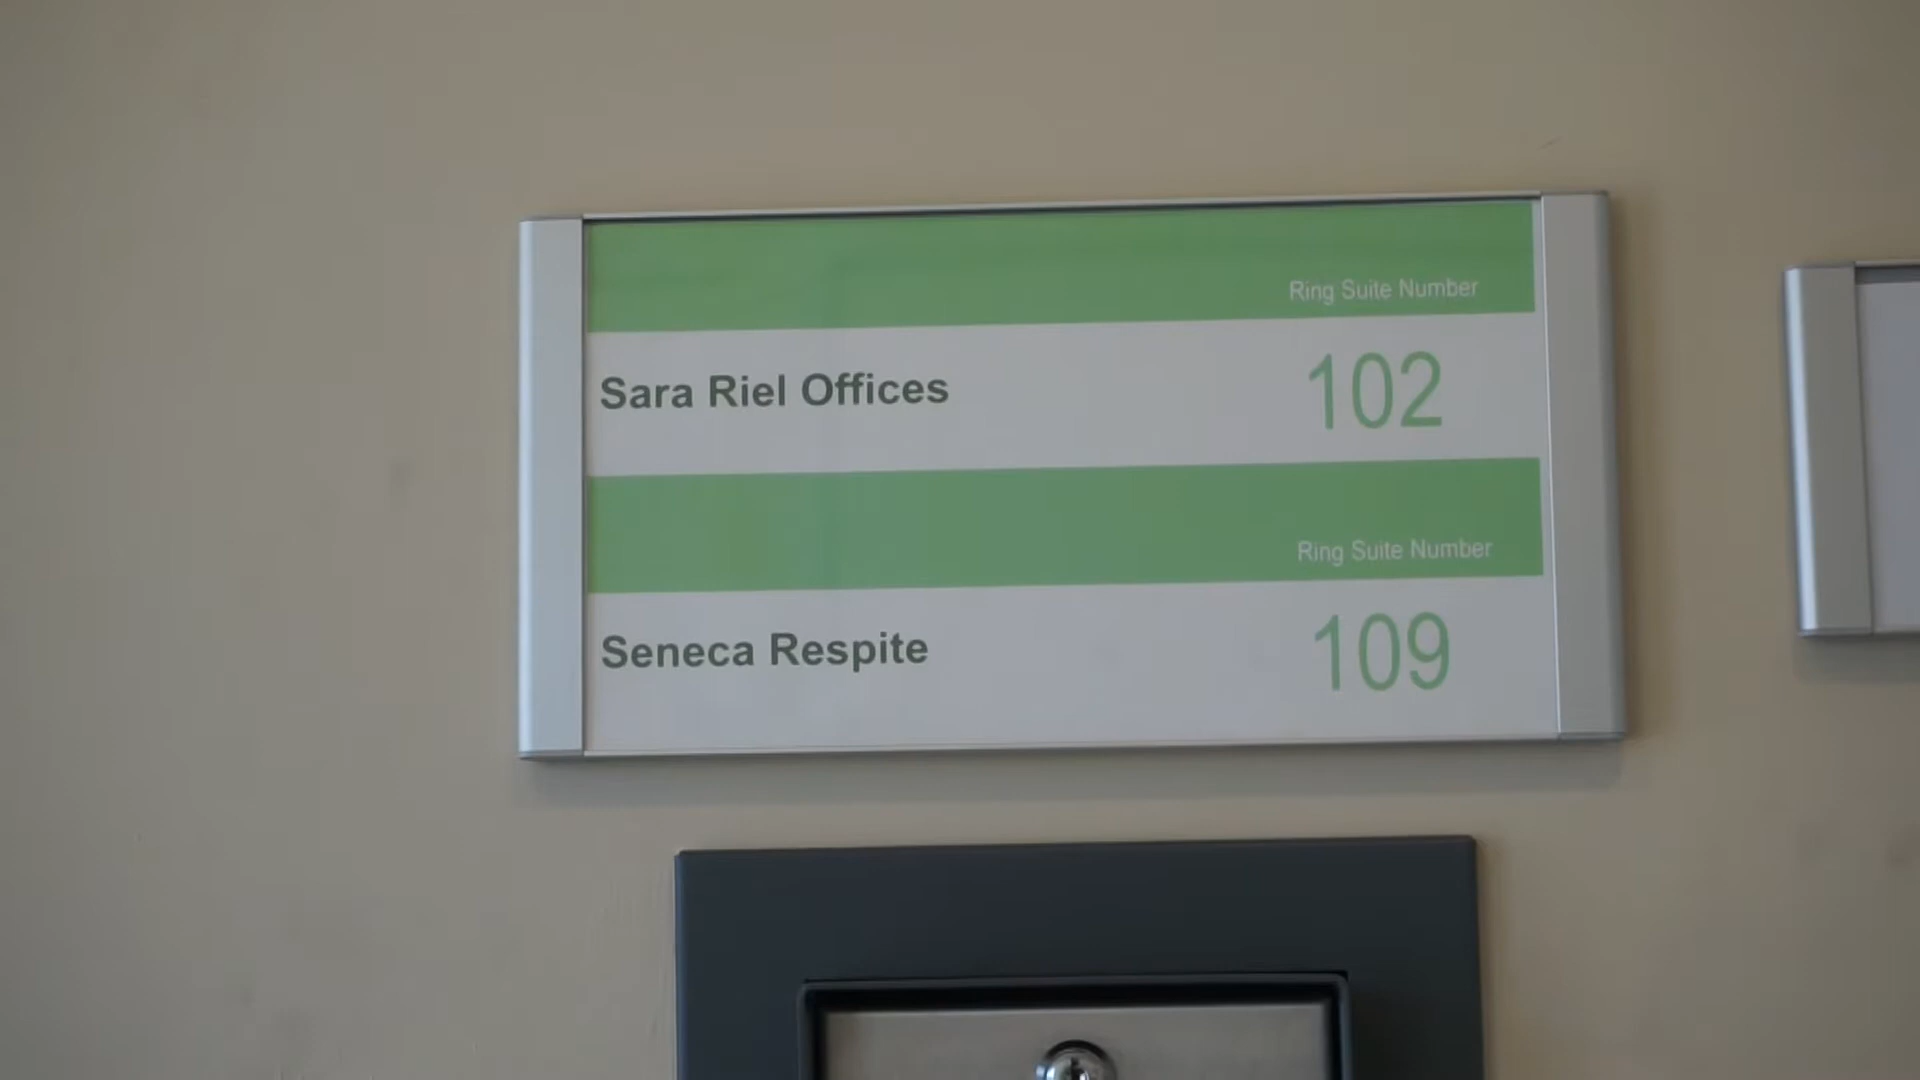 Ring Suite Number
Sara Riel Offices 102
Ring Suite Number
Seneca Respite 109